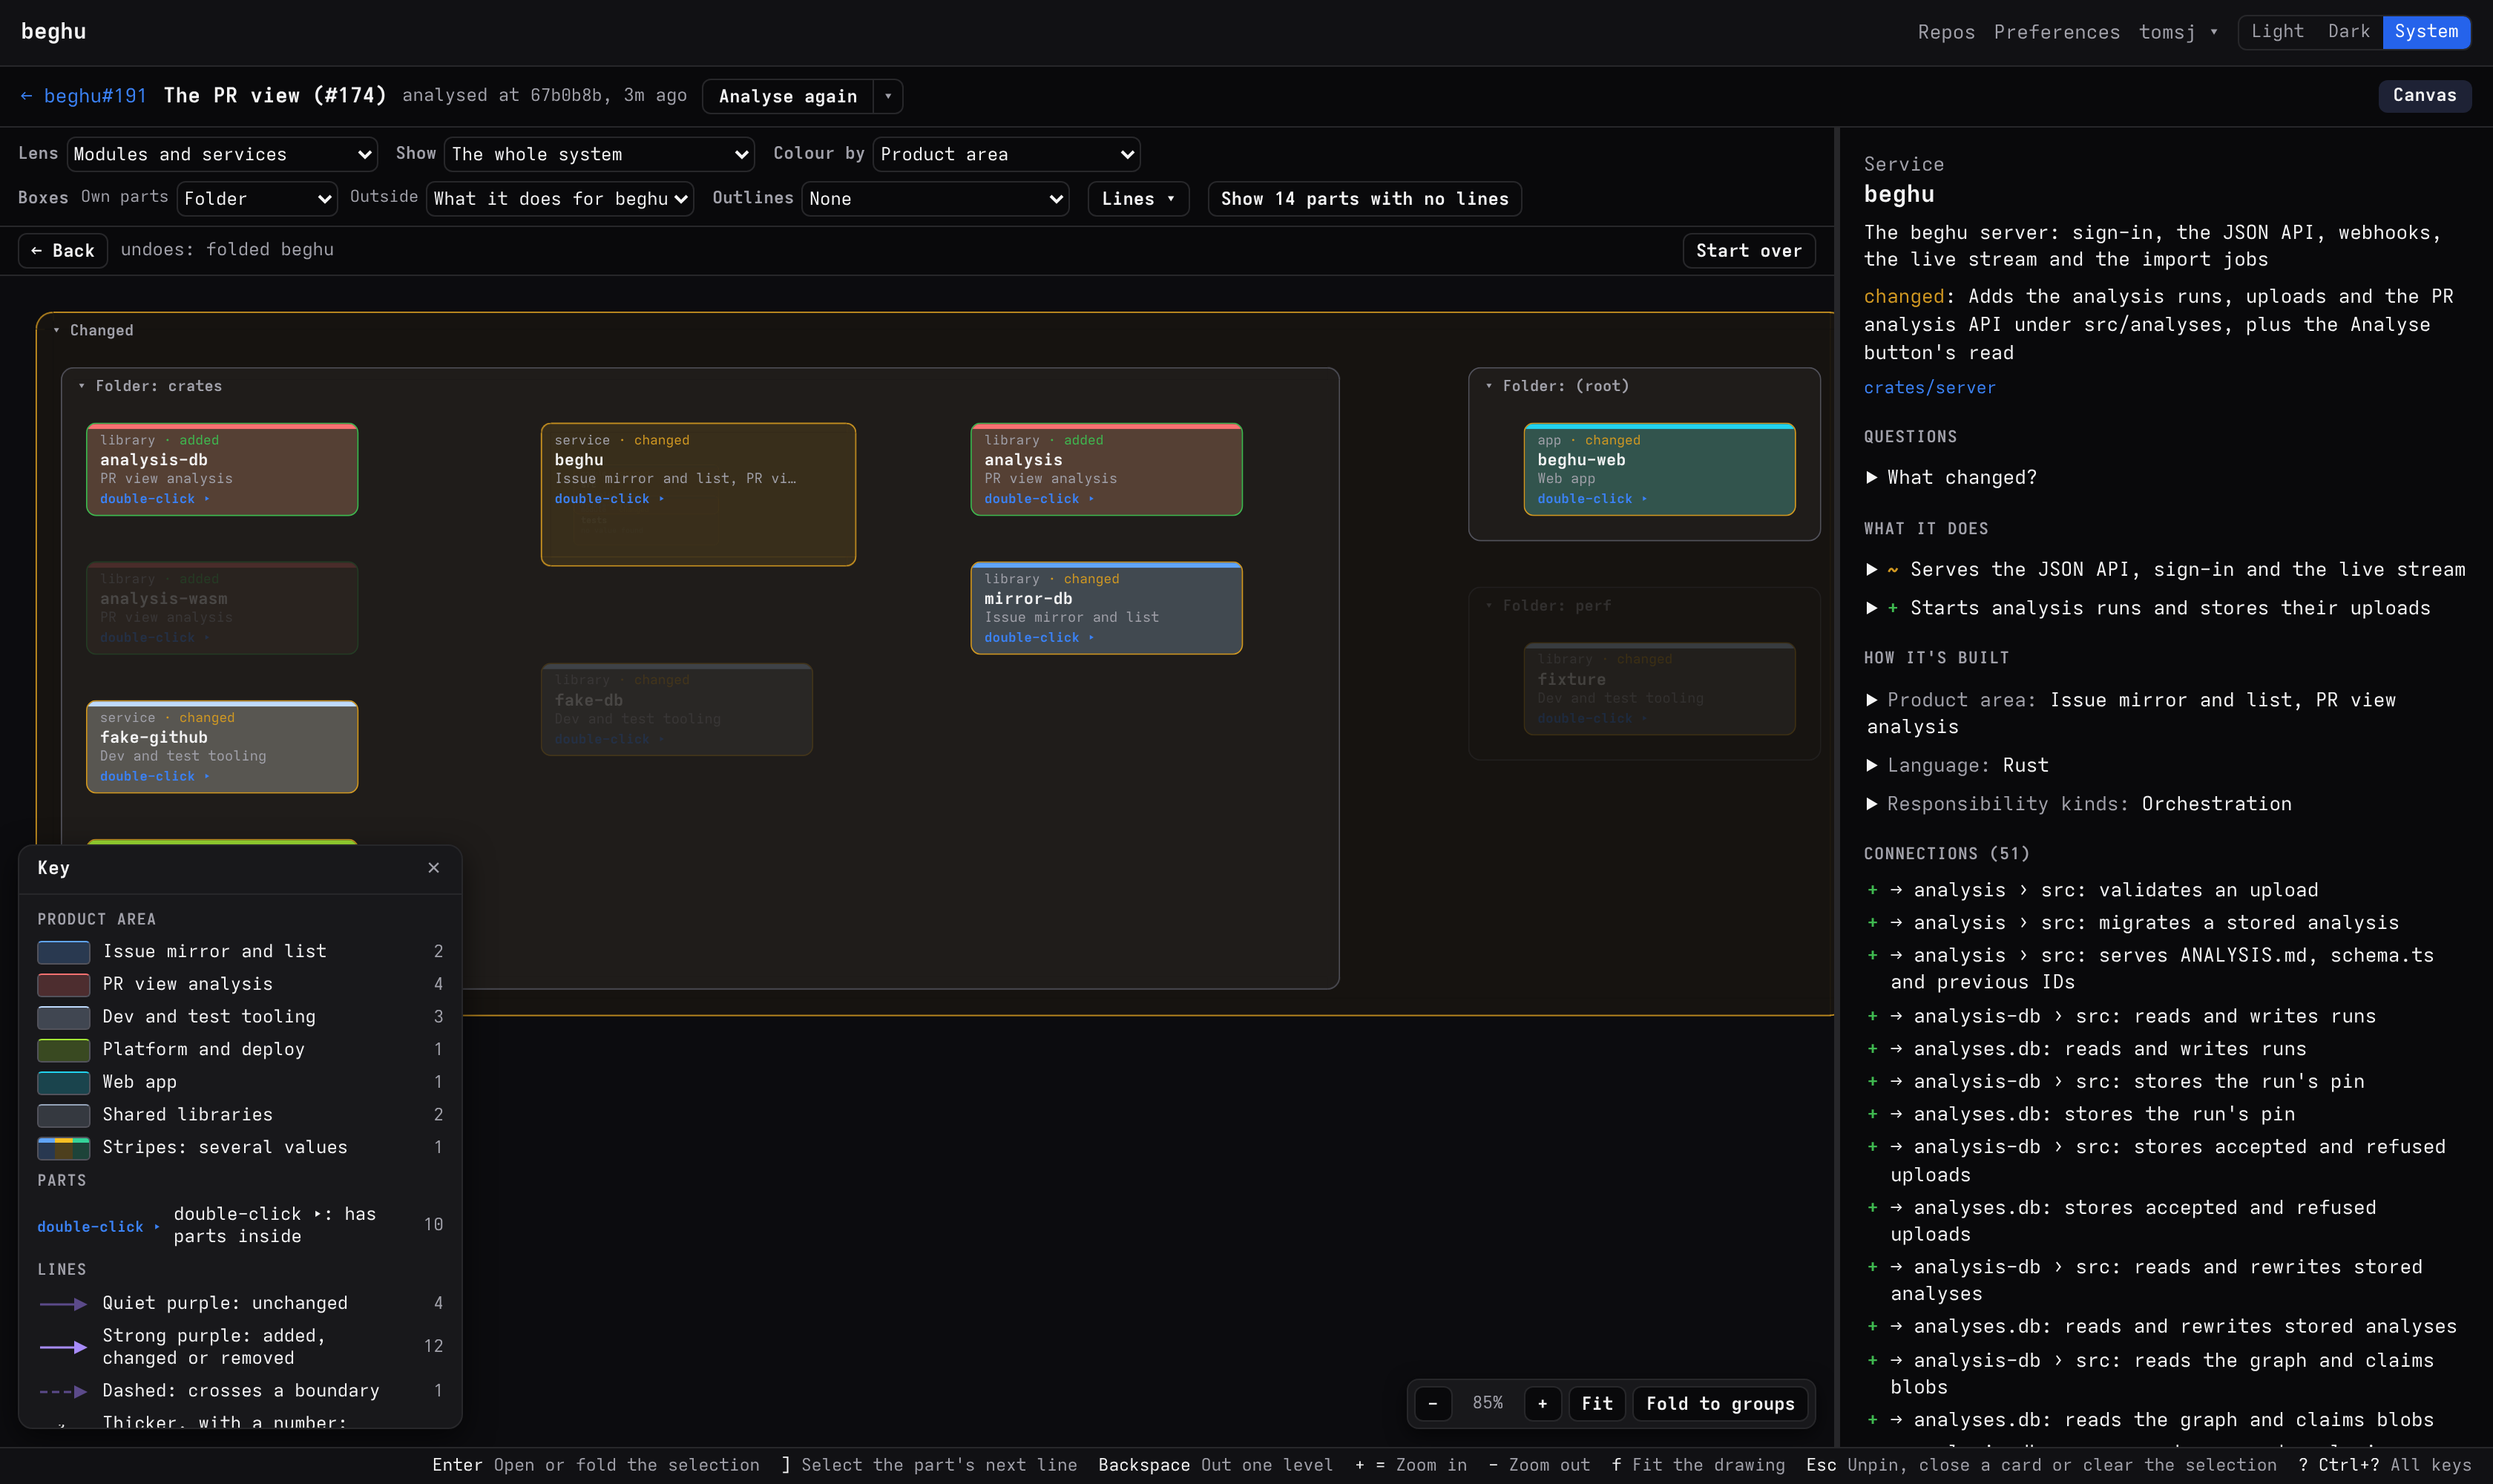 beghu
Repos Preferences tomsj ▾ Light Dark System
← beghu#191 The PR view (#174) analysed at 67b0b8b, 3m ago Analyse again ▾ Canvas
Lens Modules and services Show The whole system Colour by Product area
Boxes Own parts Folder Outside What it does for beghu Outlines None Lines ▾ Show 14 parts with no lines
← Back undoes: folded beghu Start over
▾ Changed
▾ Folder: crates
library · added
analysis-db
PR view analysis
double-click ▸
service · changed
beghu
Issue mirror and list, PR vi…
double-click ▸
library · added
analysis
PR view analysis
double-click ▸
library · added
analysis-wasm
PR view analysis
double-click ▸
library · changed
mirror-db
Issue mirror and list
double-click ▸
library · changed
fake-db
Dev and test tooling
double-click ▸
service · changed
fake-github
Dev and test tooling
double-click ▸
▾ Folder: (root)
app · changed
beghu-web
Web app
double-click ▸
▾ Folder: perf
library · changed
fixture
Dev and test tooling
double-click ▸
Key ×
PRODUCT AREA
Issue mirror and list 2
PR view analysis 4
Dev and test tooling 3
Platform and deploy 1
Web app 1
Shared libraries 2
Stripes: several values 1
PARTS
double-click ▸ double-click ▸: has
parts inside 10
LINES
Quiet purple: unchanged 4
Strong purple: added,
changed or removed 12
Dashed: crosses a boundary 1
Thicker, with a number:
− 85% + Fit Fold to groups
Service
beghu
The beghu server: sign-in, the JSON API, webhooks,
the live stream and the import jobs
changed: Adds the analysis runs, uploads and the PR
analysis API under src/analyses, plus the Analyse
button's read
crates/server
QUESTIONS
▶ What changed?
WHAT IT DOES
▶ ~ Serves the JSON API, sign-in and the live stream
▶ + Starts analysis runs and stores their uploads
HOW IT'S BUILT
▶ Product area: Issue mirror and list, PR view
analysis
▶ Language: Rust
▶ Responsibility kinds: Orchestration
CONNECTIONS (51)
+ → analysis › src: validates an upload
+ → analysis › src: migrates a stored analysis
+ → analysis › src: serves ANALYSIS.md, schema.ts
and previous IDs
+ → analysis-db › src: reads and writes runs
+ → analyses.db: reads and writes runs
+ → analysis-db › src: stores the run's pin
+ → analyses.db: stores the run's pin
+ → analysis-db › src: stores accepted and refused
uploads
+ → analyses.db: stores accepted and refused
uploads
+ → analysis-db › src: reads and rewrites stored
analyses
+ → analyses.db: reads and rewrites stored analyses
+ → analysis-db › src: reads the graph and claims
blobs
+ → analyses.db: reads the graph and claims blobs
Enter Open or fold the selection ] Select the part's next line Backspace Out one level + = Zoom in − Zoom out f Fit the drawing Esc Unpin, close a card or clear the selection ? Ctrl+? All keys